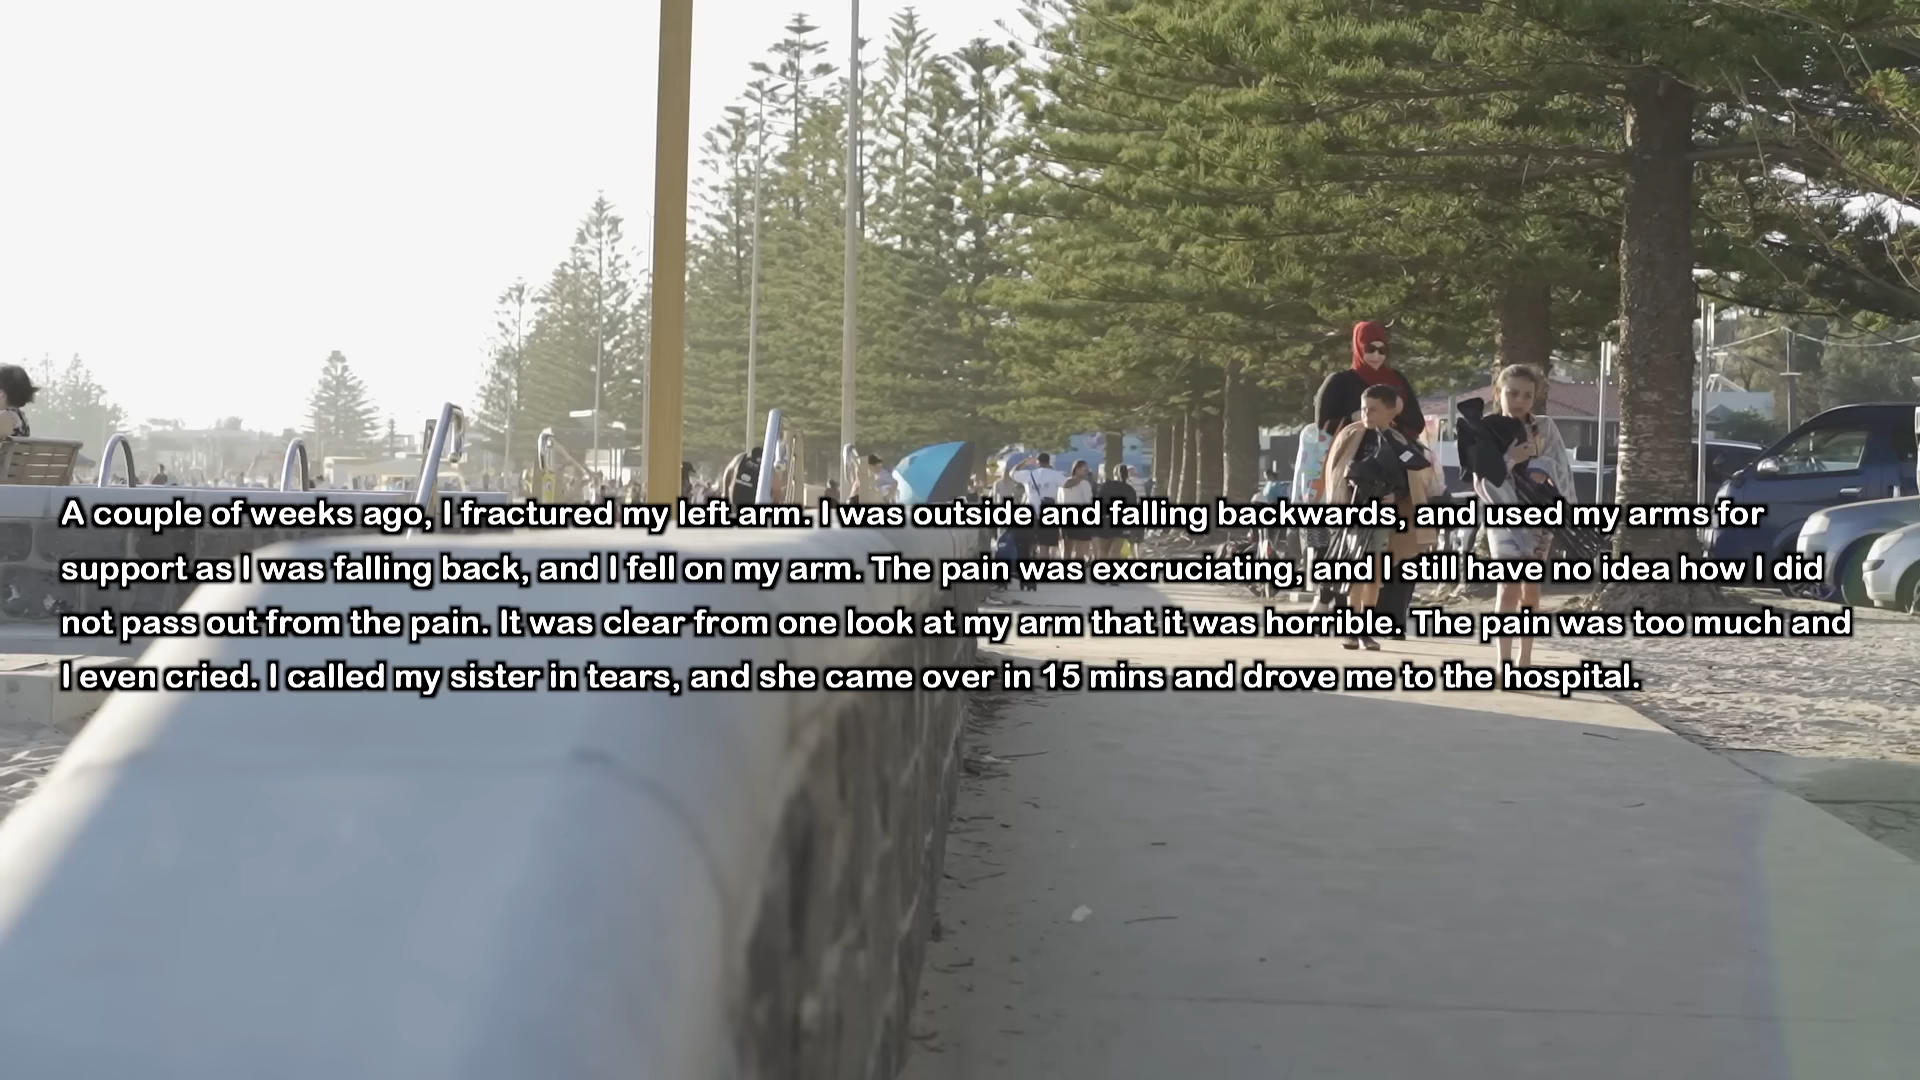 A couple of weeks ago, I fractured my left arm. I was outside and falling backwards, and used my arms for
support as I was falling back, and I fell on my arm. The pain was excruciating, and I still have no idea how I did
not pass out from the pain. It was clear from one look at my arm that it was horrible. The pain was too much and
I even cried. I called my sister in tears, and she came over in 15 mins and drove me to the hospital.